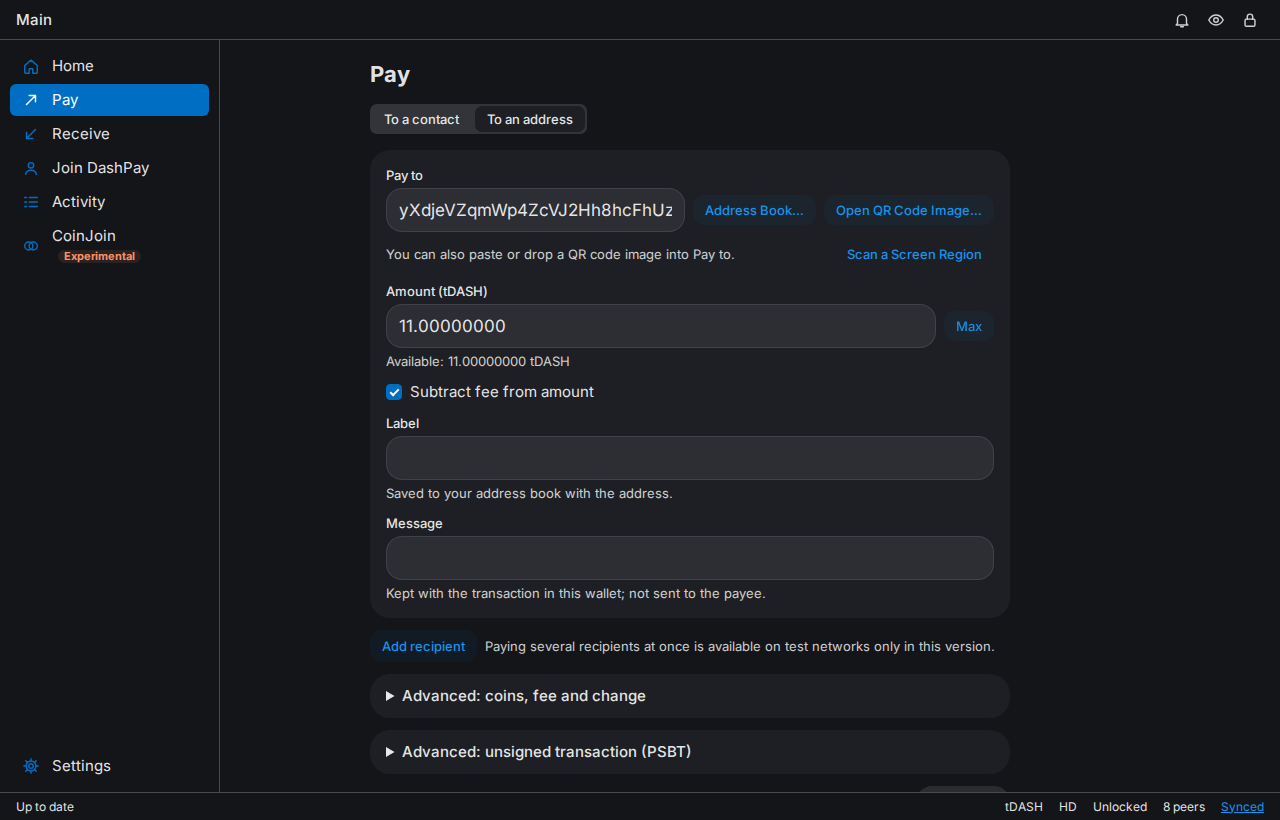 Main
Home
Pay
Receive
Join DashPay
Activity
CoinJoin
Experimental
Settings
Pay
To a contact To an address
Pay to
yXdjeVZqmWp4ZcVJ2Hh8hcFhUz Address Book... Open QR Code Image...
You can also paste or drop a QR code image into Pay to. Scan a Screen Region
Amount (tDASH)
11.00000000 Max
Available: 11.00000000 tDASH
Subtract fee from amount
Label
Saved to your address book with the address.
Message
Kept with the transaction in this wallet; not sent to the payee.
Add recipient Paying several recipients at once is available on test networks only in this version.
Advanced: coins, fee and change
Advanced: unsigned transaction (PSBT)
Up to date tDASH HD Unlocked 8 peers Synced